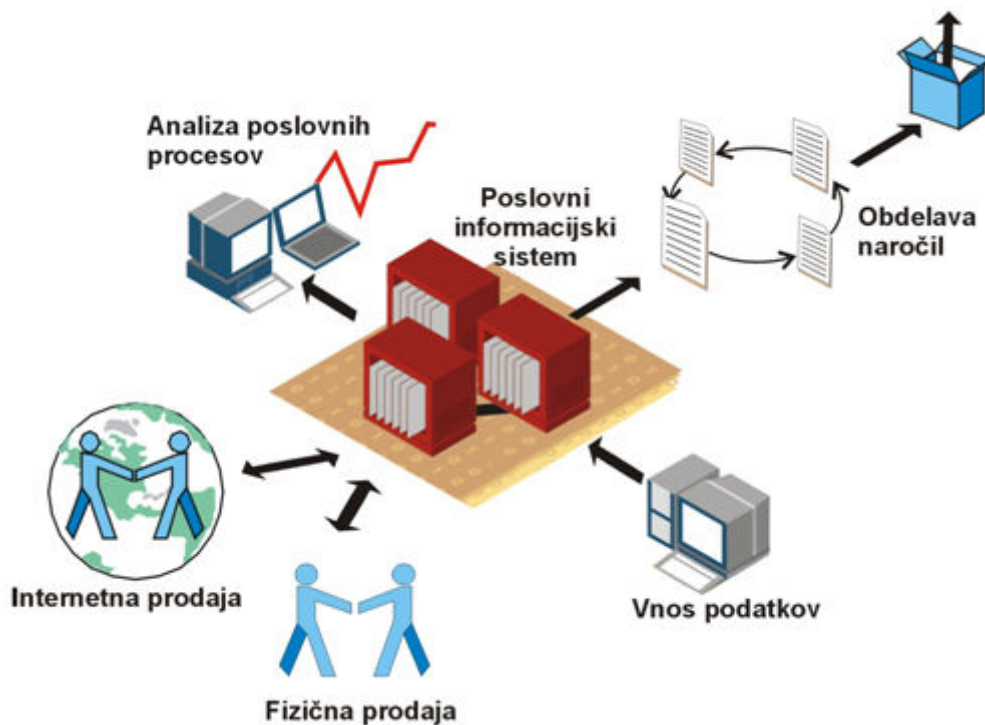 Analiza poslovnih
procesov
Poslovni
informacijski
sistem
Obdelava
naročil
Internetna prodaja
Vnos podatkov
Fizična prodaja